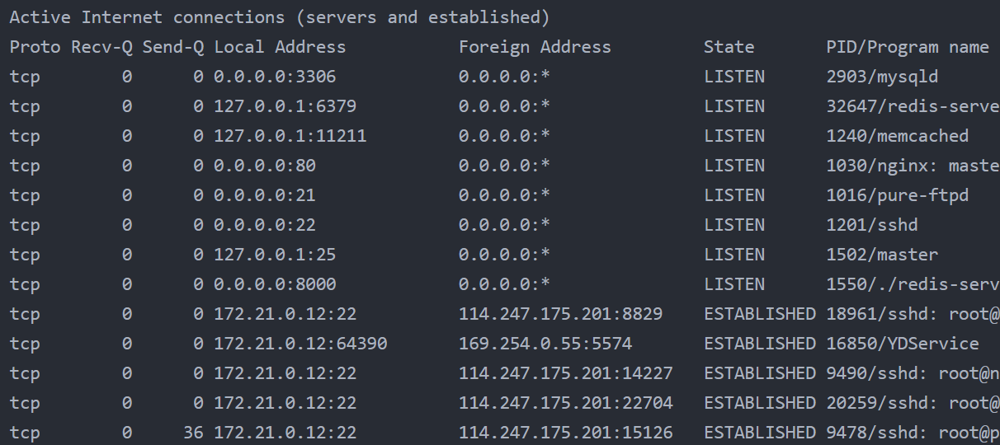 Active Internet connections (servers and established)
Proto Recv-Q Send-Q Local Address           Foreign Address         State       PID/Program name
tcp        0      0 0.0.0.0:3306            0.0.0.0:*               LISTEN      2903/mysqld
tcp        0      0 127.0.0.1:6379          0.0.0.0:*               LISTEN      32647/redis-serve
tcp        0      0 127.0.0.1:11211         0.0.0.0:*               LISTEN      1240/memcached
tcp        0      0 0.0.0.0:80              0.0.0.0:*               LISTEN      1030/nginx: maste
tcp        0      0 0.0.0.0:21              0.0.0.0:*               LISTEN      1016/pure-ftpd
tcp        0      0 0.0.0.0:22              0.0.0.0:*               LISTEN      1201/sshd
tcp        0      0 127.0.0.1:25            0.0.0.0:*               LISTEN      1502/master
tcp        0      0 0.0.0.0:8000            0.0.0.0:*               LISTEN      1550/./redis-serv
tcp        0      0 172.21.0.12:22          114.247.175.201:8829    ESTABLISHED 18961/sshd: root@
tcp        0      0 172.21.0.12:64390       169.254.0.55:5574       ESTABLISHED 16850/YDService
tcp        0      0 172.21.0.12:22          114.247.175.201:14227   ESTABLISHED 9490/sshd: root@n
tcp        0      0 172.21.0.12:22          114.247.175.201:22704   ESTABLISHED 20259/sshd: root@
tcp        0     36 172.21.0.12:22          114.247.175.201:15126   ESTABLISHED 9478/sshd: root@p